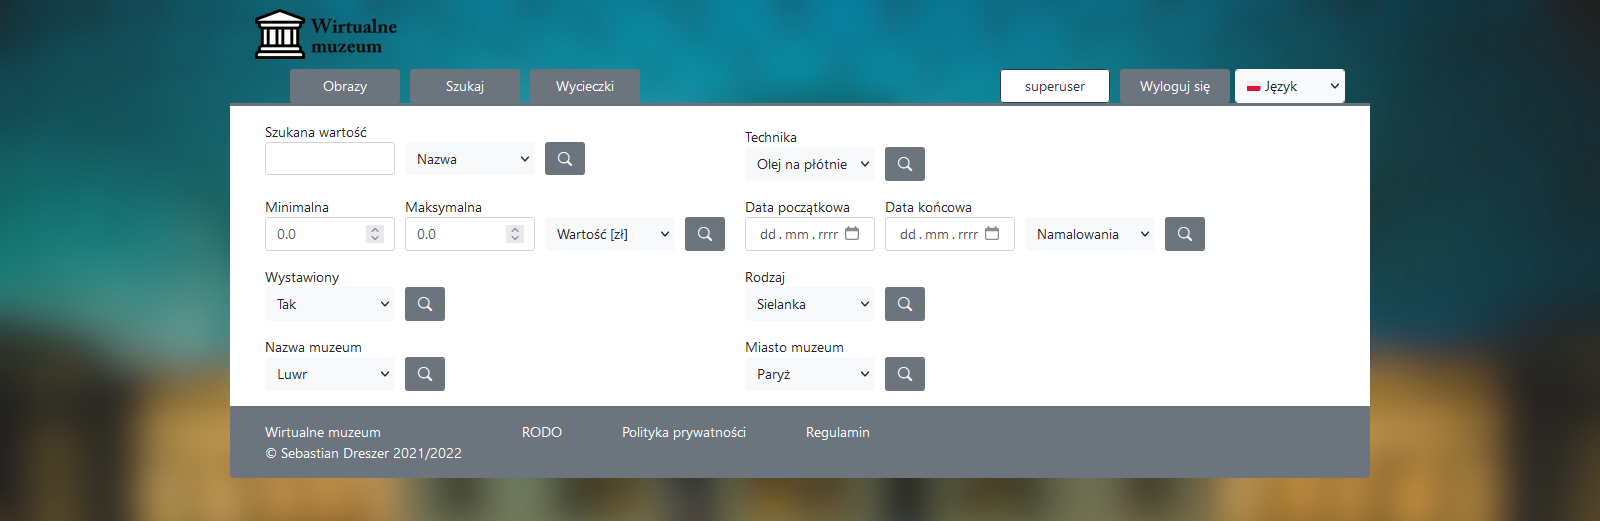 Wirtualne
muzeum
Obrazy Szukaj Wycieczki superuser Wyloguj się Język
Szukana wartość
Nazwa
Technika
Olej na płótnie
Minimalna Maksymalna
0.0 0.0 Wartość [zł]
Data początkowa Data końcowa
dd . mm . rrrr dd . mm . rrrr Namalowania
Wystawiony
Tak
Rodzaj
Sielanka
Nazwa muzeum
Luwr
Miasto muzeum
Paryż
Wirtualne muzeum RODO Polityka prywatności Regulamin
© Sebastian Dreszer 2021/2022